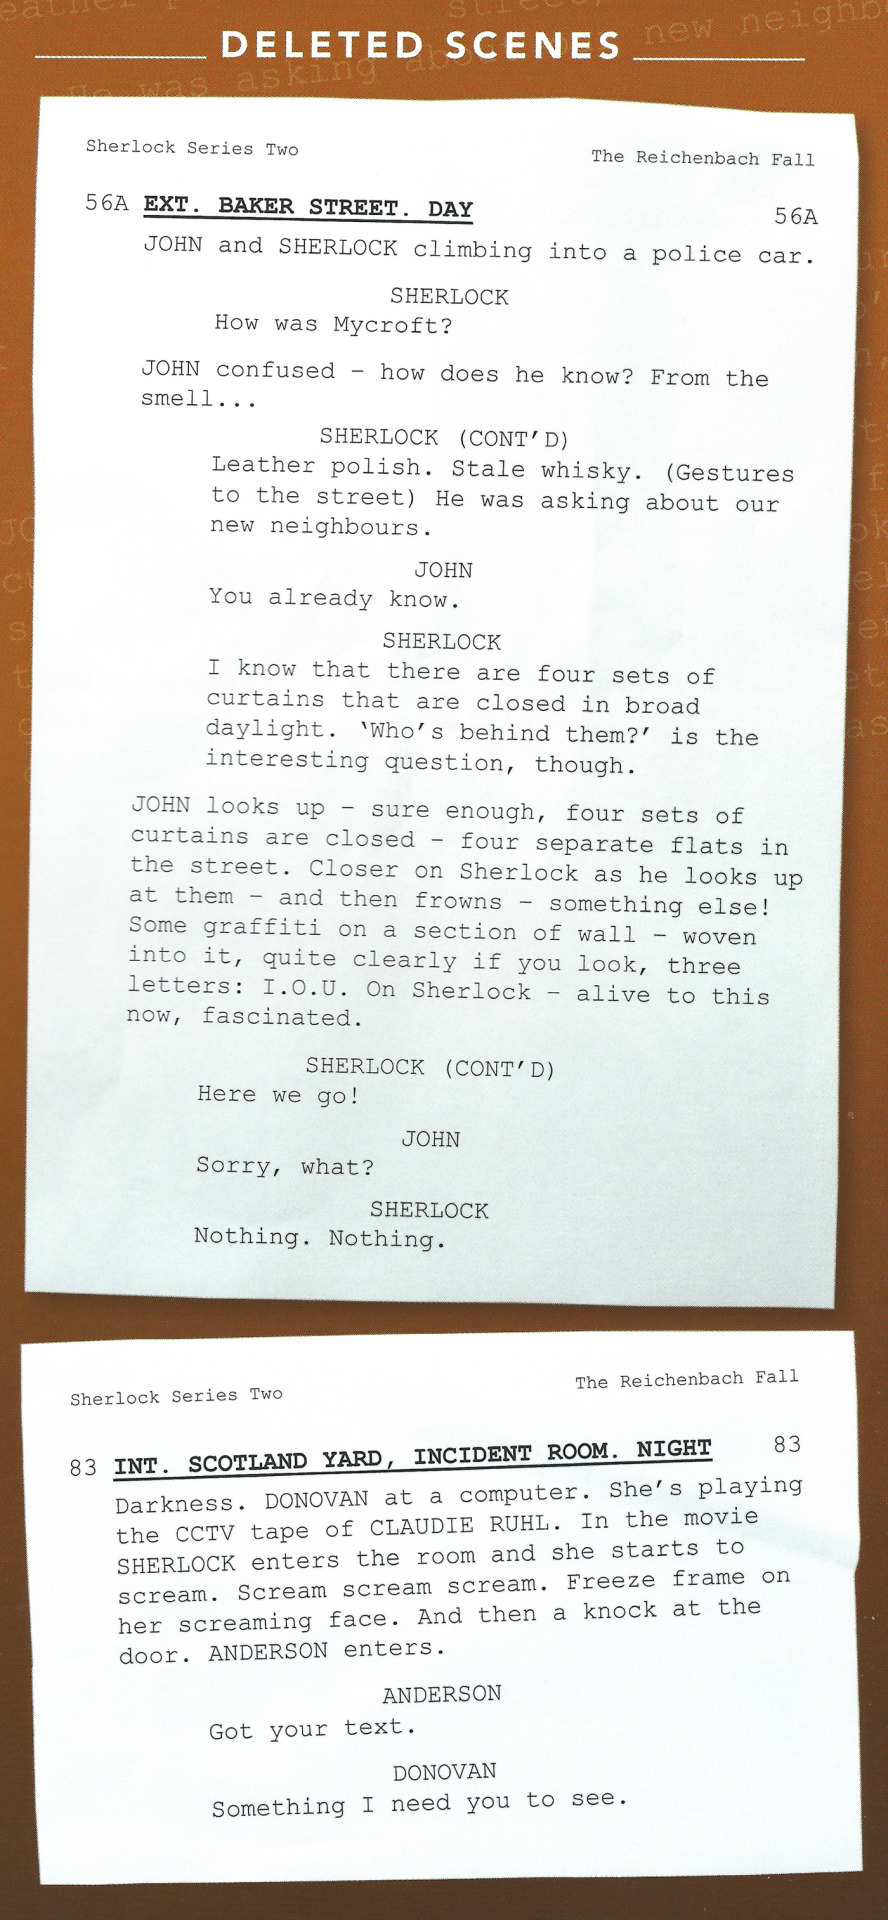 DELETED SCENES
Sherlock Series Two The Reichenbach Fall
56A EXT. BAKER STREET. DAY 56A
JOHN and SHERLOCK climbing into a police car.
SHERLOCK
How was Mycroft?
JOHN confused – how does he know? From the
smell...
SHERLOCK (CONT'D)
Leather polish. Stale whisky. (Gestures
to the street) He was asking about our
new neighbours.
JOHN
You already know.
SHERLOCK
I know that there are four sets of
curtains that are closed in broad
daylight. ‘Who’s behind them?’ is the
interesting question, though.
JOHN looks up – sure enough, four sets of
curtains are closed – four separate flats in
the street. Closer on Sherlock as he looks up
at them – and then frowns – something else!
Some graffiti on a section of wall – woven
into it, quite clearly if you look, three
letters: I.O.U. On Sherlock – alive to this
now, fascinated.
SHERLOCK (CONT'D)
Here we go!
JOHN
Sorry, what?
SHERLOCK
Nothing. Nothing.
Sherlock Series Two The Reichenbach Fall
83 INT. SCOTLAND YARD, INCIDENT ROOM. NIGHT 83
Darkness. DONOVAN at a computer. She’s playing
the CCTV tape of CLAUDIE RUHL. In the movie
SHERLOCK enters the room and she starts to
scream. Scream scream scream. Freeze frame on
her screaming face. And then a knock at the
door. ANDERSON enters.
ANDERSON
Got your text.
DONOVAN
Something I need you to see.